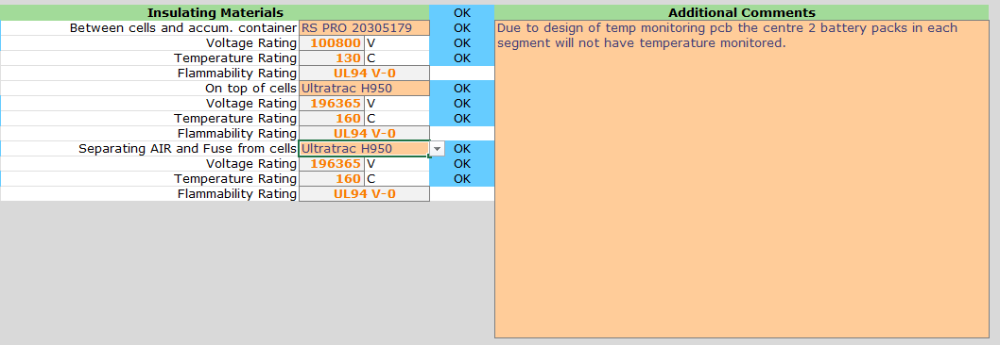 Insulating Materials OK Additional Comments
Between cells and accum. container RS PRO 20305179 OK Due to design of temp monitoring pcb the centre 2 battery packs in each
Voltage Rating 100800 V OK segment will not have temperature monitored.
Temperature Rating 130 C OK
Flammability Rating UL94 V-0
On top of cells Ultratrac H950 OK
Voltage Rating 196365 V OK
Temperature Rating 160 C OK
Flammability Rating UL94 V-0
Separating AIR and Fuse from cells Ultratrac H950 OK
Voltage Rating 196365 V OK
Temperature Rating 160 C OK
Flammability Rating UL94 V-0